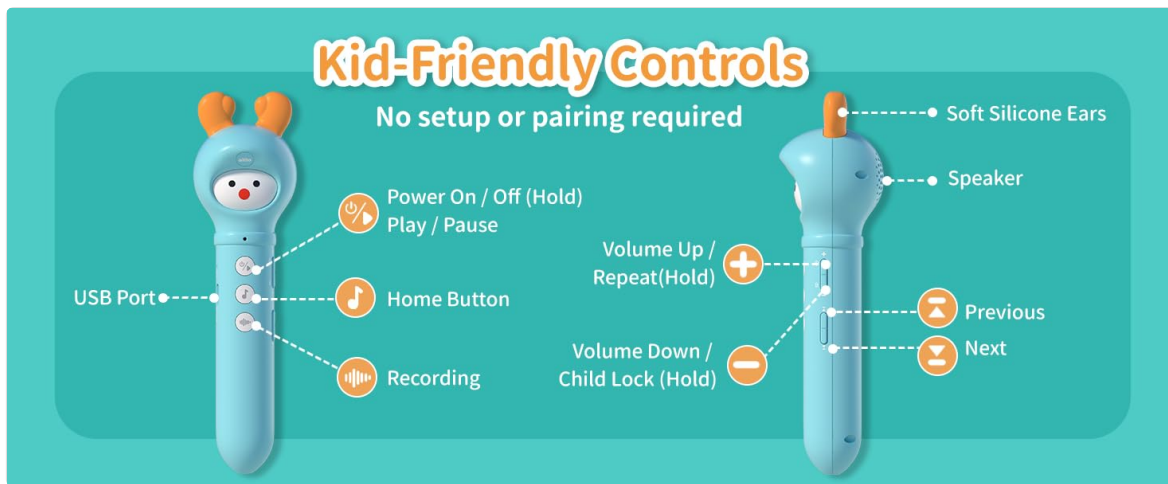 Kid-Friendly Controls
No setup or pairing required
Power On / Off (Hold)
Play / Pause
USB Port
Home Button
Recording
Soft Silicone Ears
Speaker
Volume Up /
Repeat(Hold)
Previous
Next
Volume Down /
Child Lock (Hold)